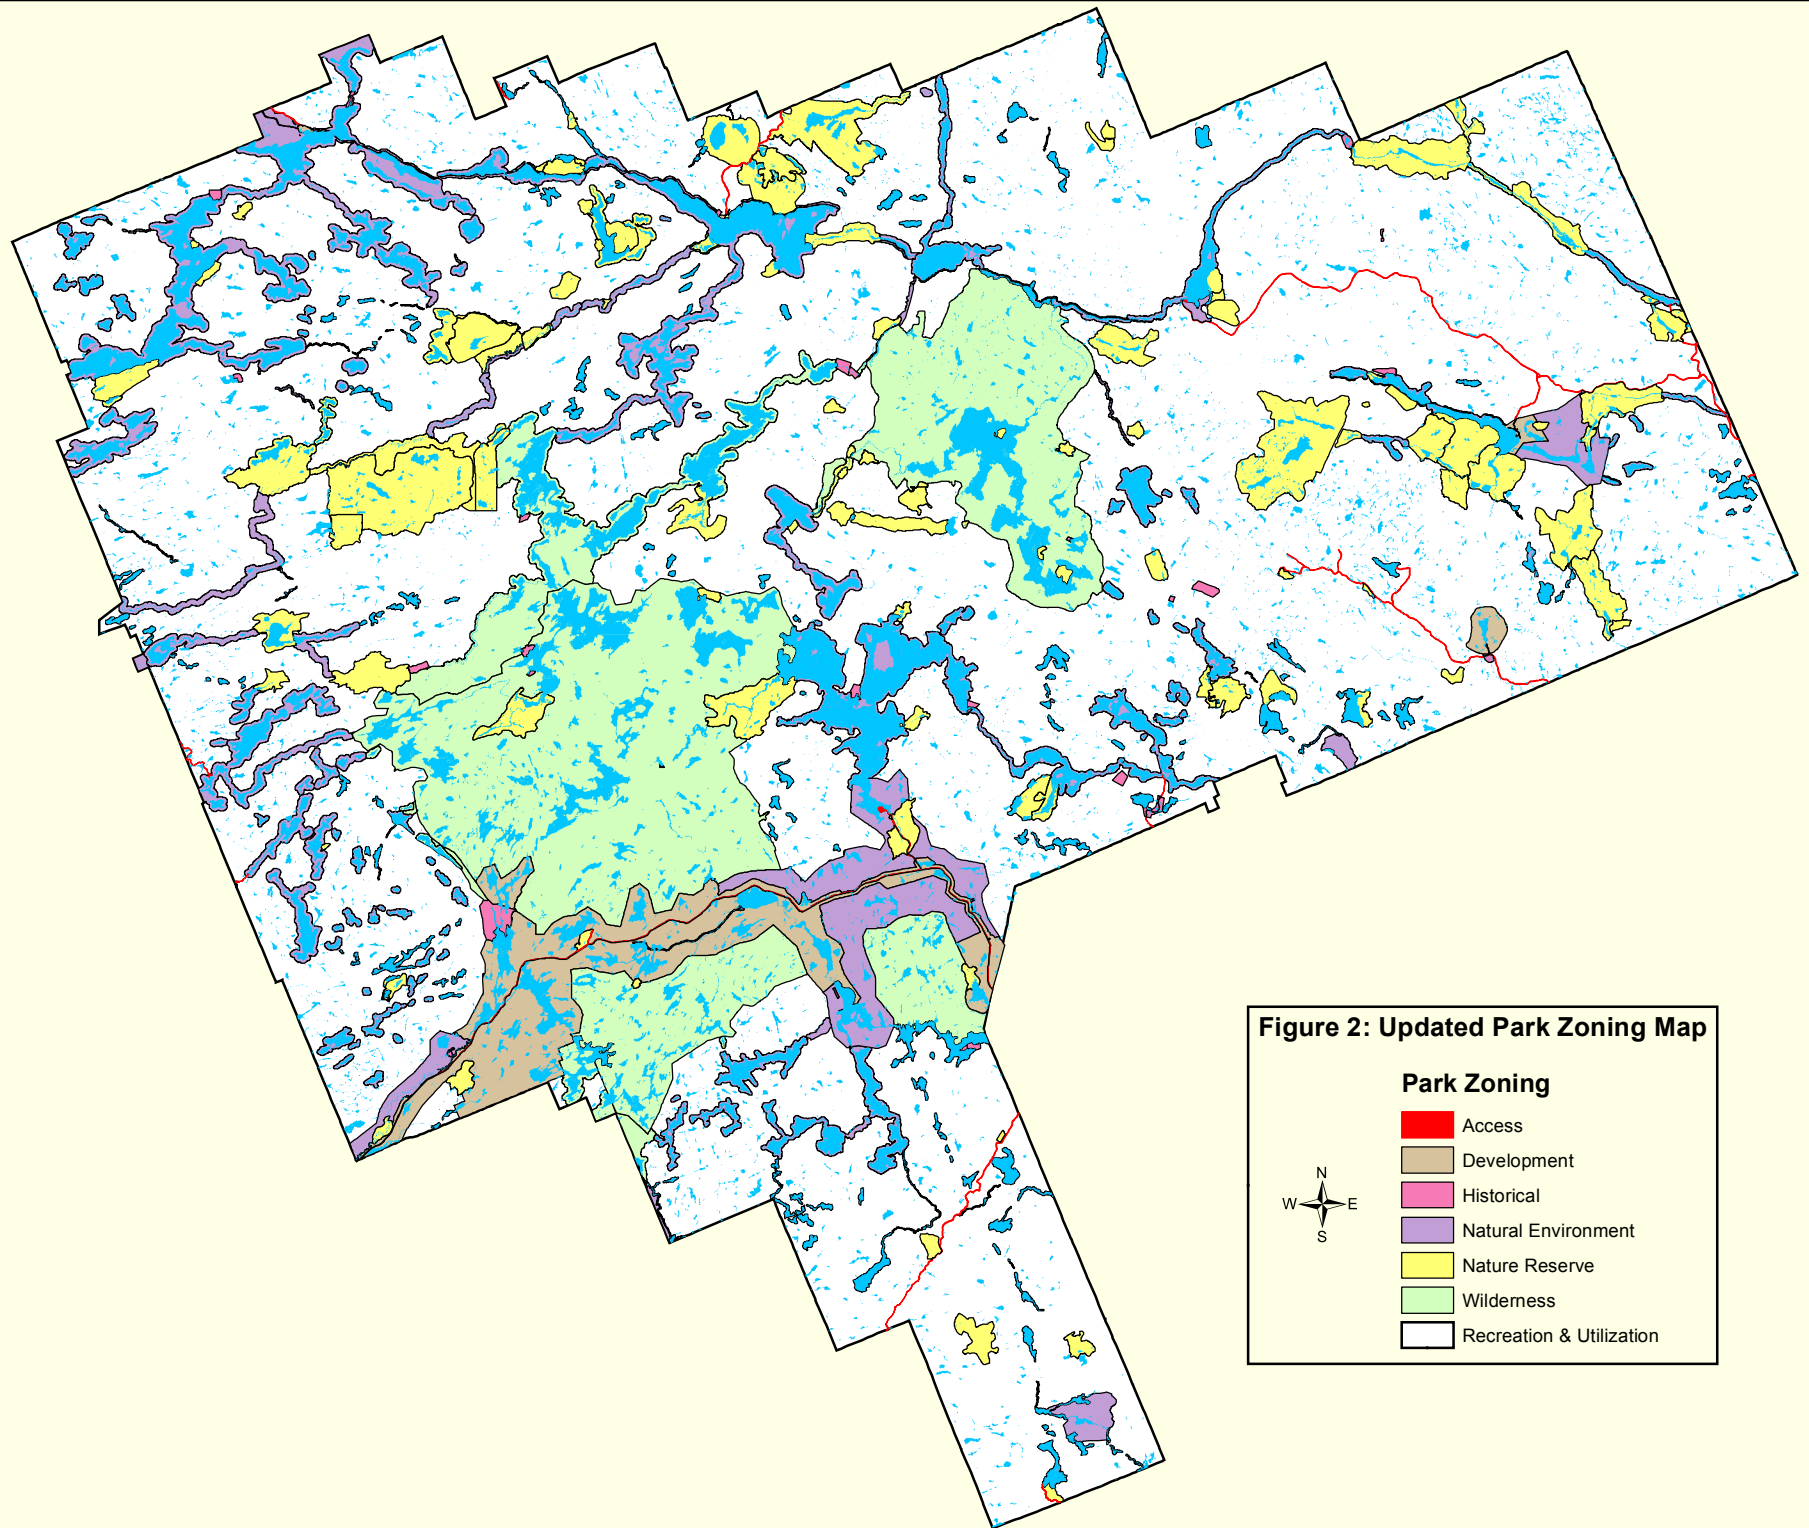 Figure 2: Updated Park Zoning Map
Park Zoning
Access
Development
Historical
Natural Environment
Nature Reserve
Wilderness
Recreation & Utilization
N
W E
S